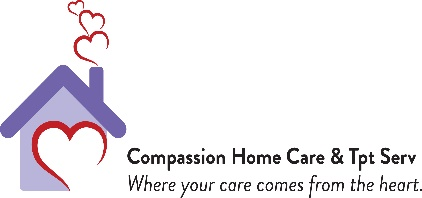 Compassion Home Care & Tpt Serv
Where your care comes from the heart.